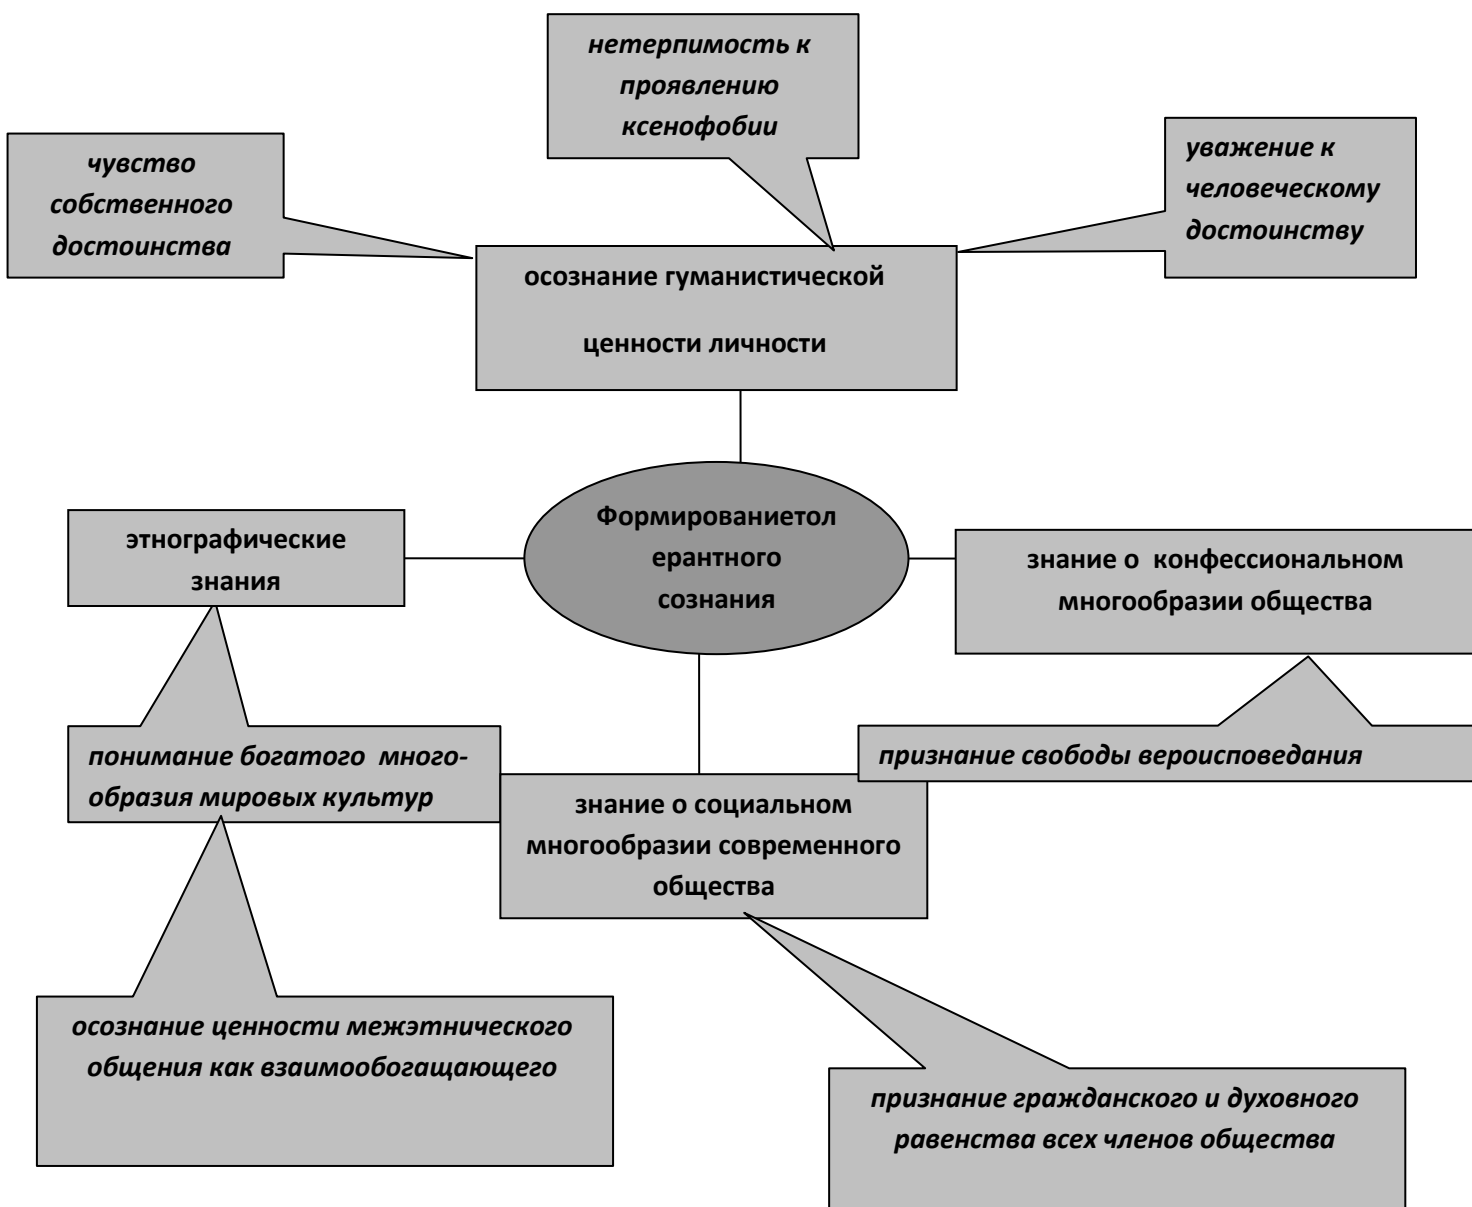 нетерпимость к
проявлению
ксенофобии
чувство
собственного
достоинства
уважение к
человеческому
достоинству
осознание гуманистической
ценности личности
Формированиетол
ерантного
сознания
этнографические
знания
знание о  конфессиональном
многообразии общества
понимание богатого  много-
образия мировых культур
признание свободы вероисповедания
знание о социальном
многообразии современного
общества
осознание ценности межэтнического
общения как взаимообогащающего
признание гражданского и духовного
равенства всех членов общества